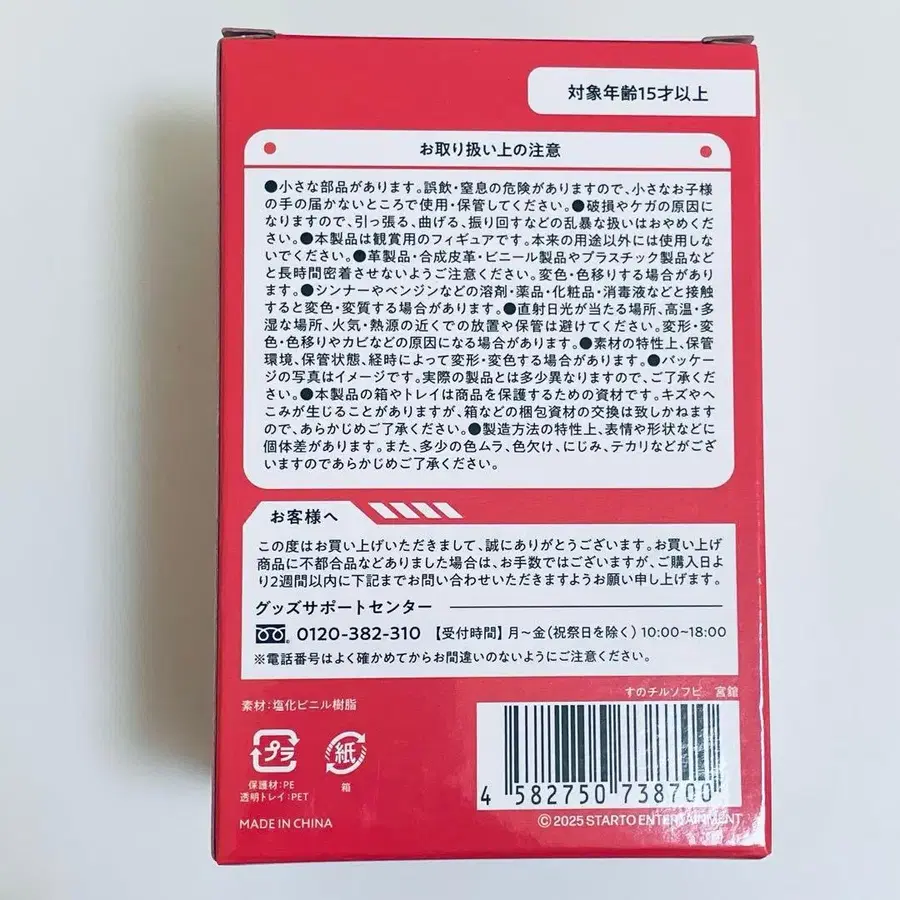 対象年齢15才以上
お取り扱い上の注意
●小さな部品があります。誤飲・窒息の危険がありますので、小さなお子様
の手の届かないところで使用・保管してください。●破損やケガの原因に
なりますので、引っ張る、曲げる、振り回すなどの乱暴な扱いはおやめくだ
さい。●本製品は観賞用のフィギュアです。本来の用途以外には使用しな
いでください。●革製品・合成皮革・ビニール製品やプラスチック製品など
と長時間密着させないようご注意ください。変色・色移りする場合があり
ます。●シンナーやベンジンなどの溶剤・薬品・化粧品・消毒液などと接触
すると変色・変質する場合があります。●直射日光が当たる場所、高温・多
湿な場所、火気・熱源の近くでの放置や保管は避けてください。変形・変
色・色移りやカビなどの原因になる場合があります。●素材の特性上、保管
環境、保管状態、経時によって変形・変色する場合があります。●パッケー
ジの写真はイメージです。実際の製品とは多少異なりますので、ご了承くだ
さい。●本製品の箱やトレイは商品を保護するための資材です。キズやへ
こみが生じることがありますが、箱などの梱包資材の交換は致しかねます
ので、あらかじめご了承ください。●製造方法の特性上、表情や形状などに
個体差があります。また、多少の色ムラ、色欠け、にじみ、テカリなどがござ
いますのであらかじめご了承ください。
お客様へ
この度はお買い上げいただきまして、誠にありがとうございます。お買い上げ
商品に不都合品などありました場合は、お手数ではございますが、ご購入日よ
り2週間以内に下記までお問い合わせいただきますようお願い申し上げます。
グッズサポートセンター
0120-382-310 【受付時間】月~金(祝祭日を除く)10:00~18:00
※電話番号はよく確かめてからお間違いのないようにご注意ください。
すのチルソフビ 宮舘
素材:塩化ビニル樹脂
プラ
紙
保護材:PE
透明トレイ:PET
箱
4 582750 738700
MADE IN CHINA
©2025 STARTO ENTERTAINMENT